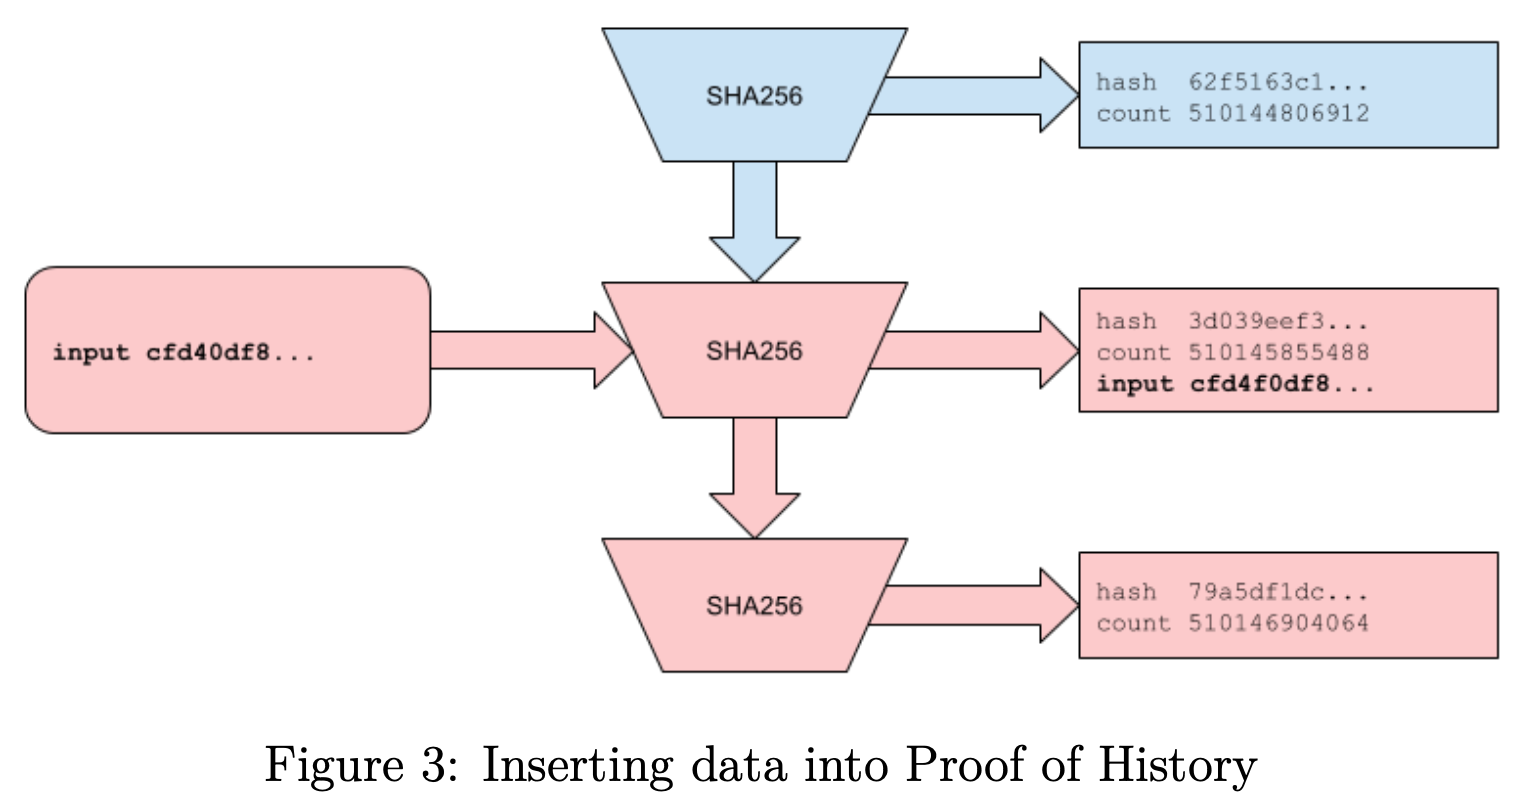 SHA256
hash 62f5163c1...
count 510144806912
input cfd40df8...
SHA256
hash 3d039eef3...
count 510145855488
input cfd4f0df8...
SHA256
hash 79a5df1dc...
count 510146904064
Figure 3: Inserting data into Proof of History